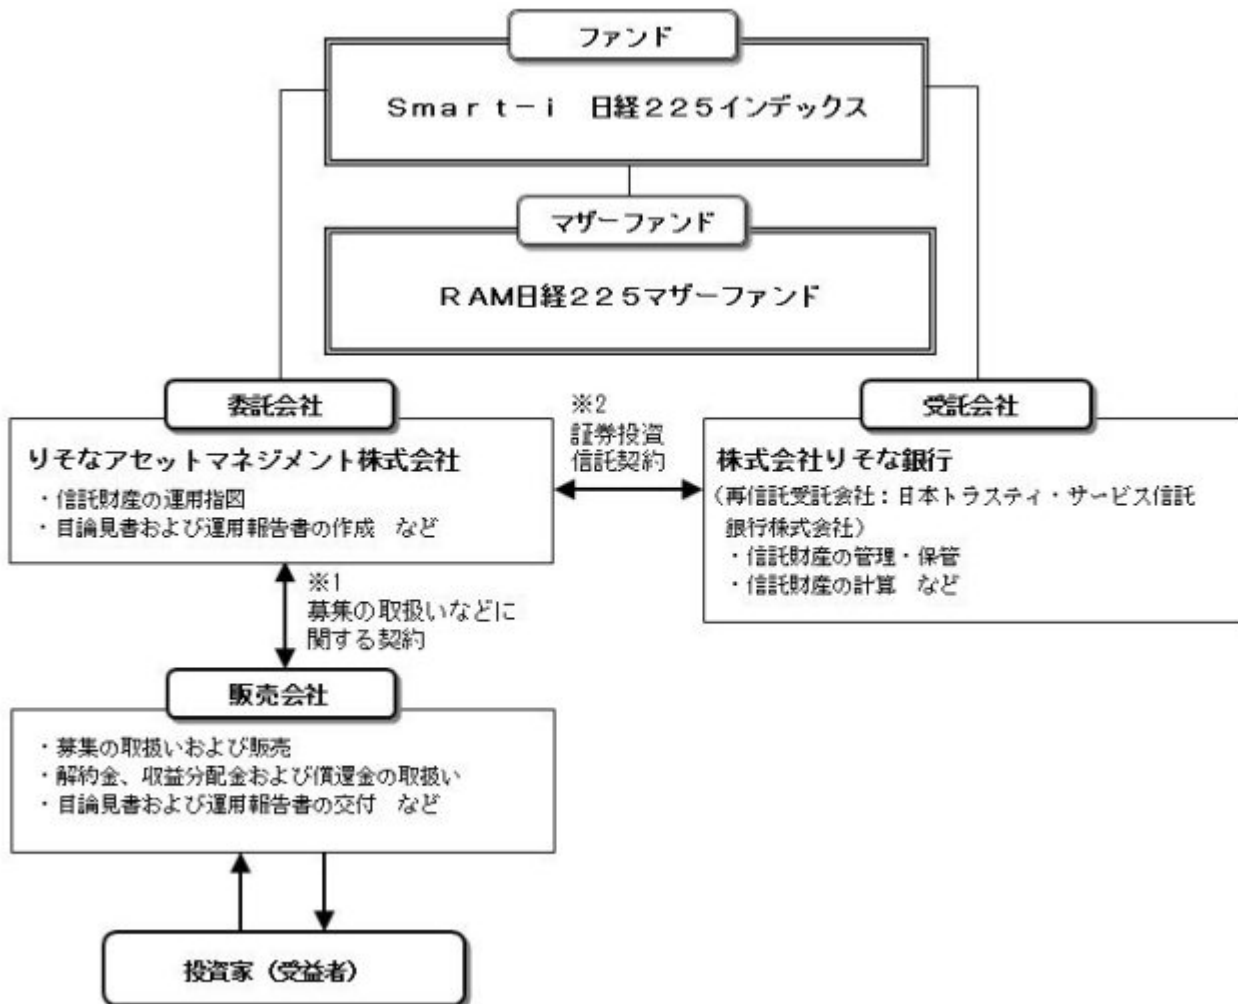 ファンド
Ｓｍａｒｔ－ｉ　日経２２５インデックス
マザーファンド
ＲＡＭ日経２２５マザーファンド
委託会社
りそなアセットマネジメント株式会社
・信託財産の運用指図
・目論見書および運用報告書の作成　など
※2
証券投資
信託契約
受託会社
株式会社りそな銀行
（再信託受託会社：日本トラスティ・サービス信託
銀行株式会社）
・信託財産の管理・保管
・信託財産の計算　など
※1
募集の取扱いなどに
関する契約
販売会社
・募集の取扱いおよび販売
・解約金、収益分配金および償還金の取扱い
・目論見書および運用報告書の交付　など
投資家（受益者）